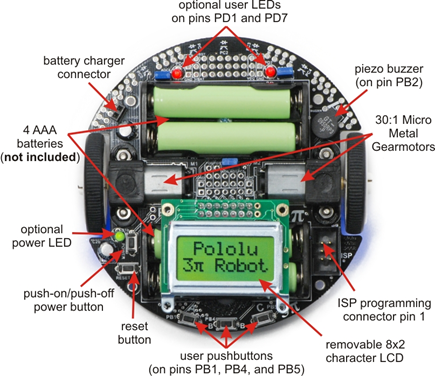 optional user LEDs
on pins PD1 and PD7
battery charger
connector
piezo buzzer
(on pin PB2)
4 AAA
batteries
(not included)
30:1 Micro
Metal
Gearmotors
optional
power LED
Pololu
3π Robot
π
ISP
RESET
push-on/push-off
power button
reset
button
PB1
B
C
ISP programming
connector pin 1
removable 8x2
character LCD
user pushbuttons
(on pins PB1, PB4, and PB5)